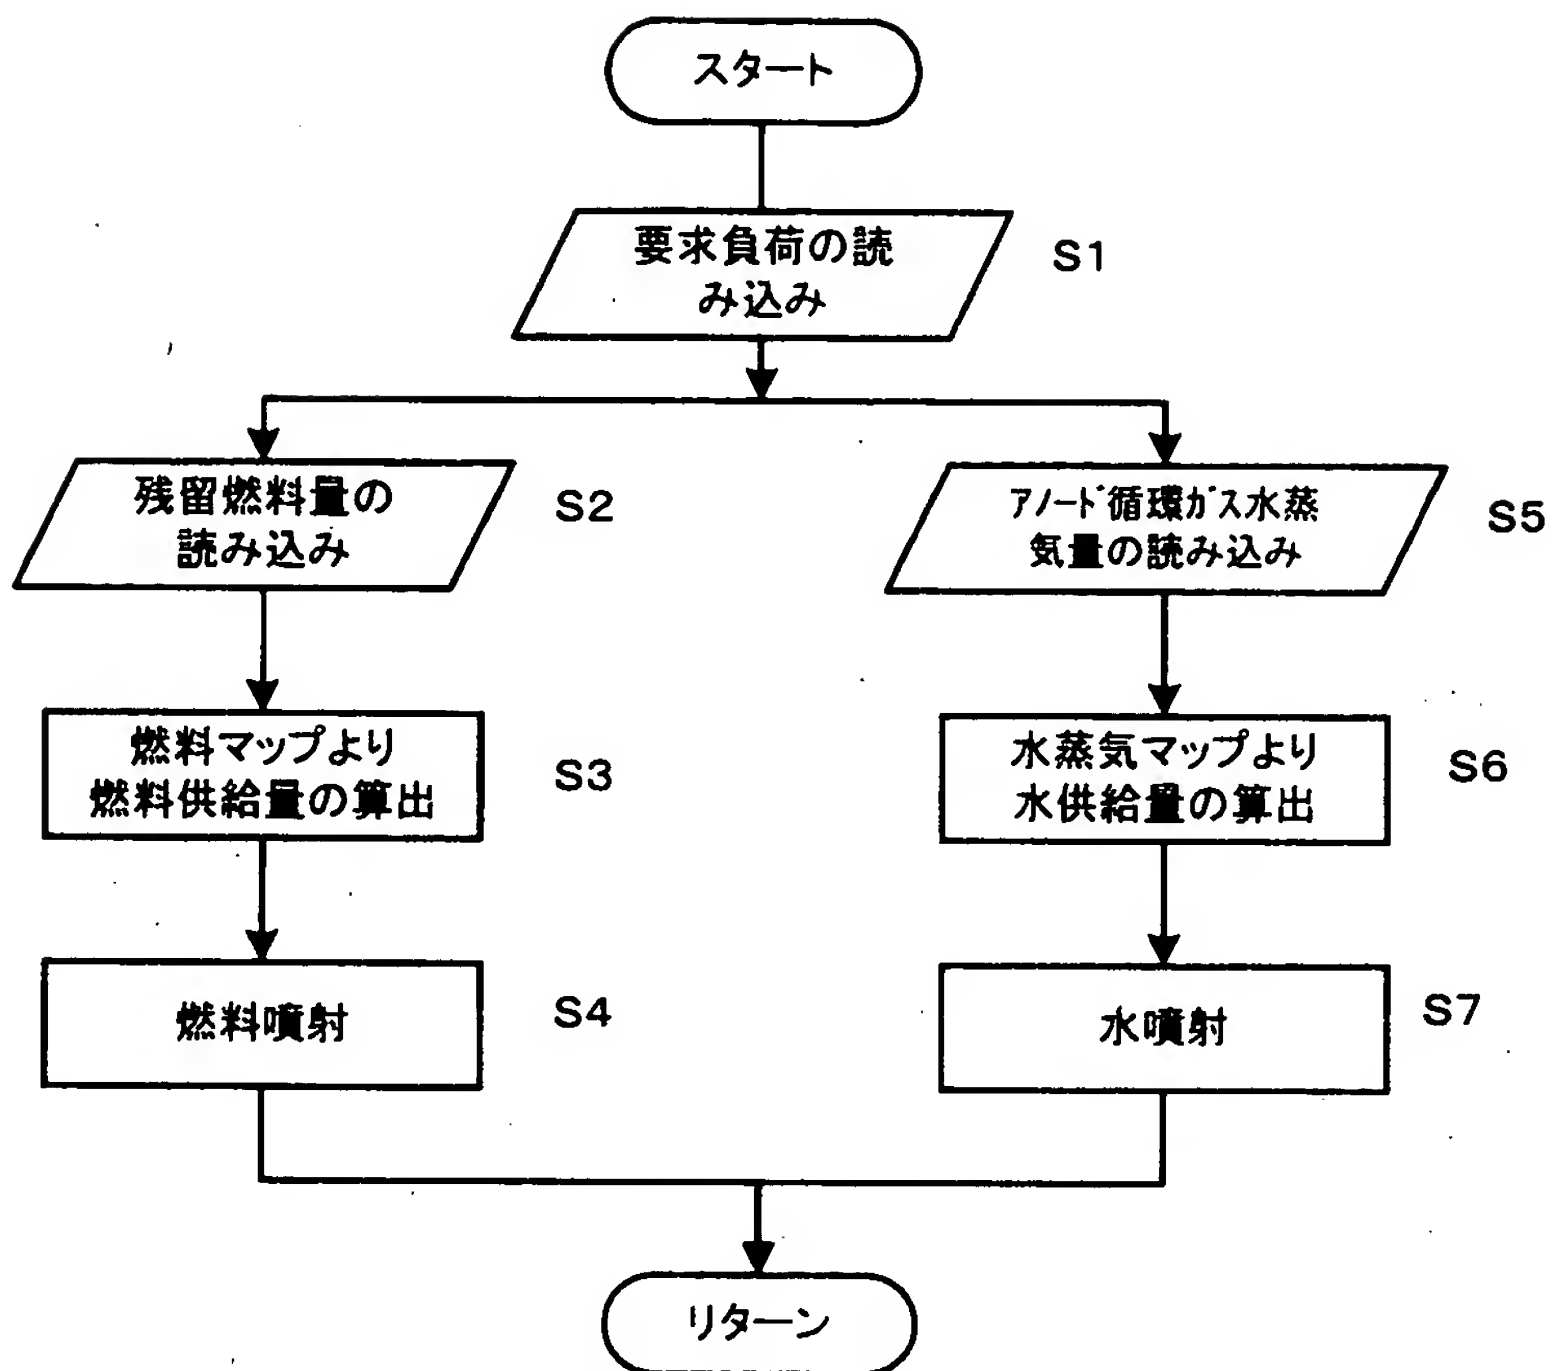 スタート
要求負荷の読
み込み
S1
残留燃料量の
読み込み
S2
燃料マップより
燃料供給量の算出
S3
燃料噴射
S4
アノード循環ガス水蒸
気量の読み込み
S5
水蒸気マップより
水供給量の算出
S6
水噴射
S7
リターン